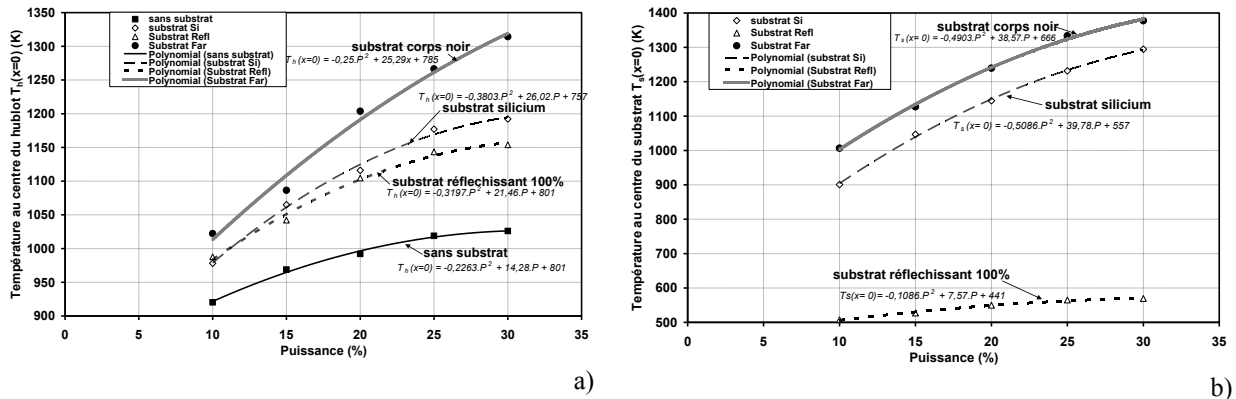 sans substrat
substrat Si
substrat Refl
Substrat Far
Polynomial (sans substrat)
Polynomial (substrat Si)
Polynomial (Substrat Refl)
Polynomial (Substrat Far)
Température au centre du hublot Th(x=0) (K)
1350
1300
1250
1200
1150
1100
1050
1000
950
900
substrat corps noir
Th(x=0) = -0,25.P² + 25,29x + 785
Th(x=0) = -0,3803.P² + 26,02.P + 757
substrat silicium
substrat réflechissant 100%
Th(x=0) = -0,3197.P² + 21,46.P + 801
sans substrat
Th(x=0) = -0,2263.P² + 14,28.P + 801
0 5 10 15 20 25 30 35
Puissance (%)
a)
substrat Si
Substrat Refl
Substrat Far
Polynomial (substrat Si)
Polynomial (Substrat Refl)
Polynomial (Substrat Far)
Température au centre du substrat Ts(x=0) (K)
1400
1300
1200
1100
1000
900
800
700
600
500
substrat corps noir
Ts(x= 0) = -0,4903.P² + 38,57.P + 666
substrat silicium
Ts(x= 0) = -0,5086.P² + 39,78.P + 557
substrat réflechissant 100%
Ts(x= 0)= -0,1086.P² + 7,57.P + 441
0 5 10 15 20 25 30 35
Puissance (%)
b)